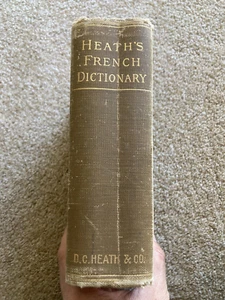 HEATH'S
FRENCH
DICTIONARY
D.C.HEATH & CO.